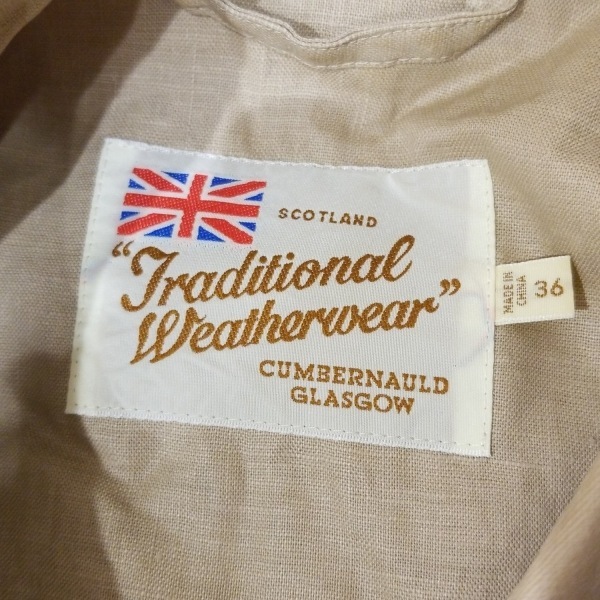 SCOTLAND
“Traditional
Weatherwear”
CUMBERNAULD
GLASGOW
MADE IN
CHINA
36